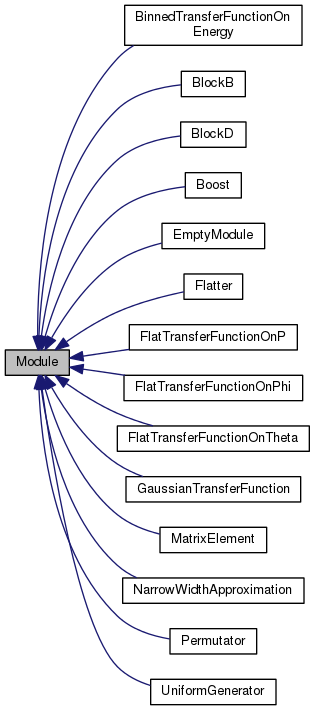 BinnedTransferFunctionOn
Energy
BlockB
BlockD
Boost
EmptyModule
Flatter
FlatTransferFunctionOnP
Module
FlatTransferFunctionOnPhi
FlatTransferFunctionOnTheta
GaussianTransferFunction
MatrixElement
NarrowWidthApproximation
Permutator
UniformGenerator